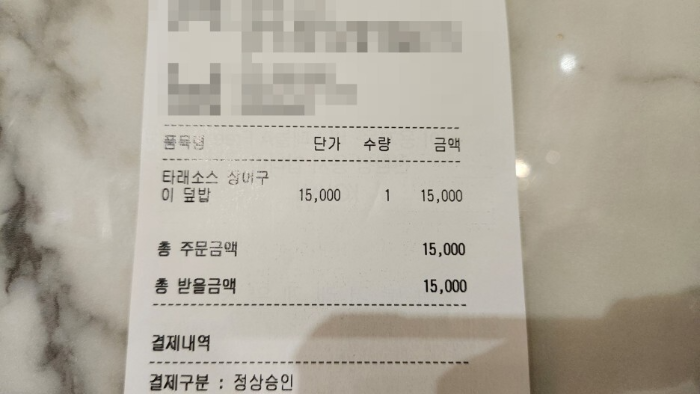 품목명 단가 수량 금액
타래소스 장어구
이 덮밥 15,000 1 15,000
총 주문금액 15,000
총 받을금액 15,000
결제내역
결제구분 : 정상승인